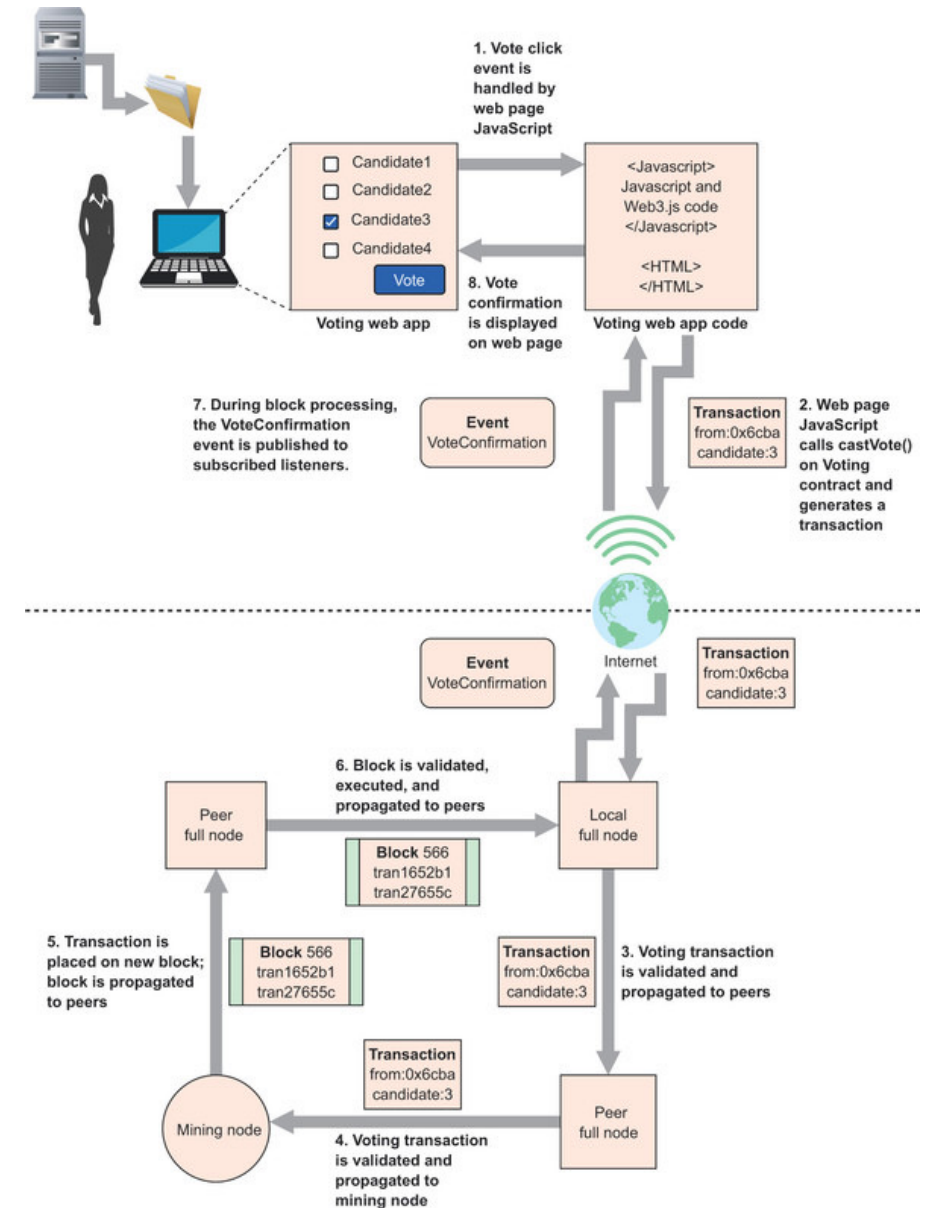 1. Vote click
event is
handled by
web page
JavaScript
Candidate1
Candidate2
Candidate3
Candidate4
Vote
Voting web app
<Javascript>
Javascript and
Web3.js code
</Javascript>
<HTML>
</HTML>
Voting web app code
8. Vote
confirmation
is displayed
on web page
7. During block processing,
the VoteConfirmation
event is published to
subscribed listeners.
Event
VoteConfirmation
Transaction
from:0x6cba
candidate:3
2. Web page
JavaScript
calls castVote()
on Voting
contract and
generates a
transaction
Internet
Event
VoteConfirmation
Transaction
from:0x6cba
candidate:3
6. Block is validated,
executed, and
propagated to peers
Peer
full node
Local
full node
Block 566
tran1652b1
tran27655c
5. Transaction is
placed on new block;
block is propagated
to peers
Block 566
tran1652b1
tran27655c
Transaction
from:0x6cba
candidate:3
3. Voting transaction
is validated and
propagated to peers
Transaction
from:0x6cba
candidate:3
Mining node
Peer
full node
4. Voting transaction
is validated and
propagated to
mining node